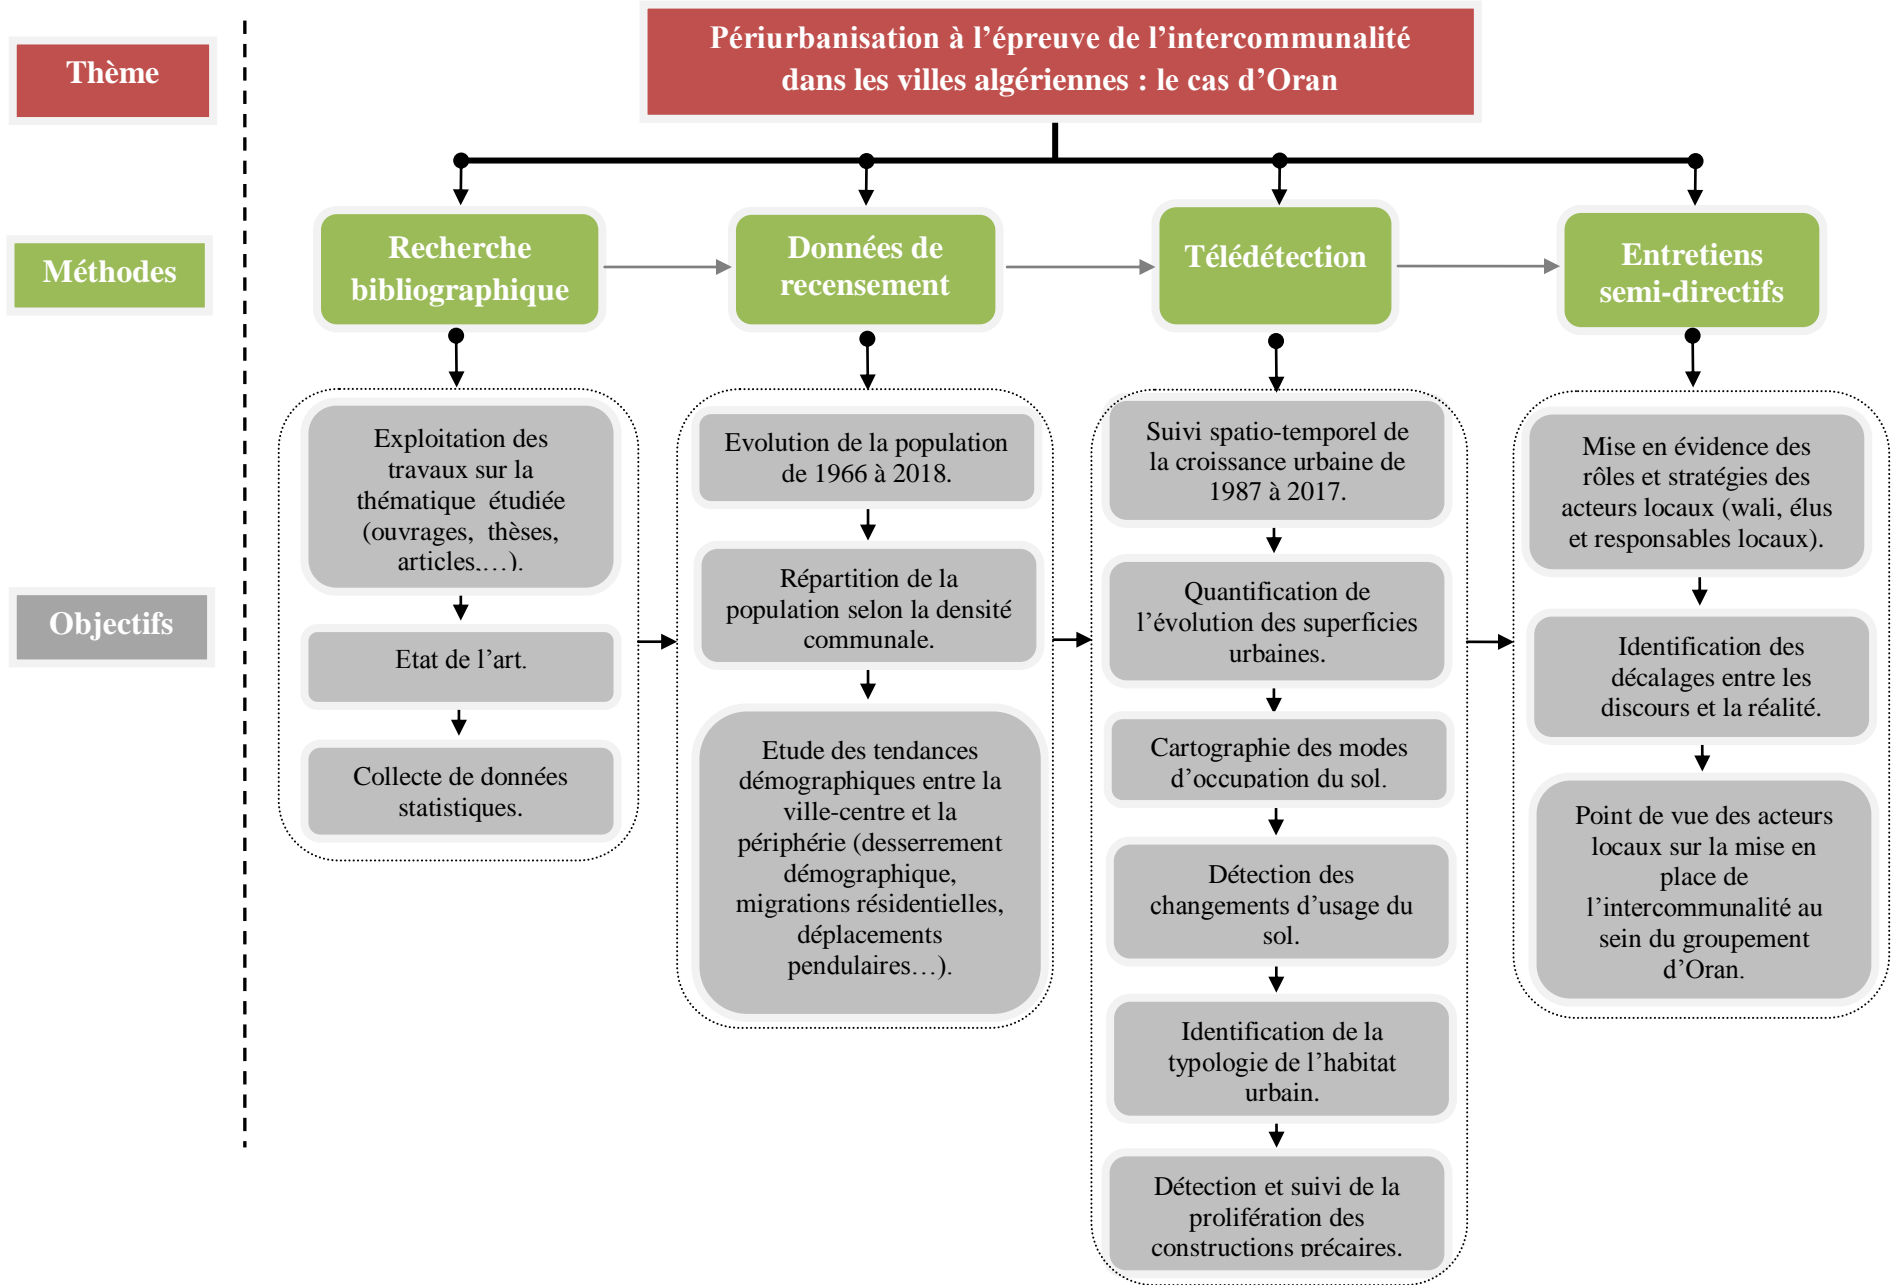 Thème
Périurbanisation à l’épreuve de l’intercommunalité
dans les villes algériennes : le cas d’Oran
Méthodes
Recherche
bibliographique
Données de
recensement
Télédétection
Entretiens
semi-directifs
Objectifs
Exploitation des
travaux sur la
thématique étudiée
(ouvrages, thèses,
articles,…).
Etat de l’art.
Collecte de données
statistiques.
Evolution de la population
de 1966 à 2018.
Répartition de la
population selon la densité
communale.
Etude des tendances
démographiques entre la
ville-centre et la
périphérie (desserrement
démographique,
migrations résidentielles,
déplacements
pendulaires…).
Suivi spatio-temporel de
la croissance urbaine de
1987 à 2017.
Quantification de
l’évolution des superficies
urbaines.
Cartographie des modes
d’occupation du sol.
Détection des
changements d’usage du
sol.
Identification de la
typologie de l’habitat
urbain.
Détection et suivi de la
prolifération des
constructions précaires.
Mise en évidence des
rôles et stratégies des
acteurs locaux (wali, élus
et responsables locaux).
Identification des
décalages entre les
discours et la réalité.
Point de vue des acteurs
locaux sur la mise en
place de
l’intercommunalité au
sein du groupement
d’Oran.